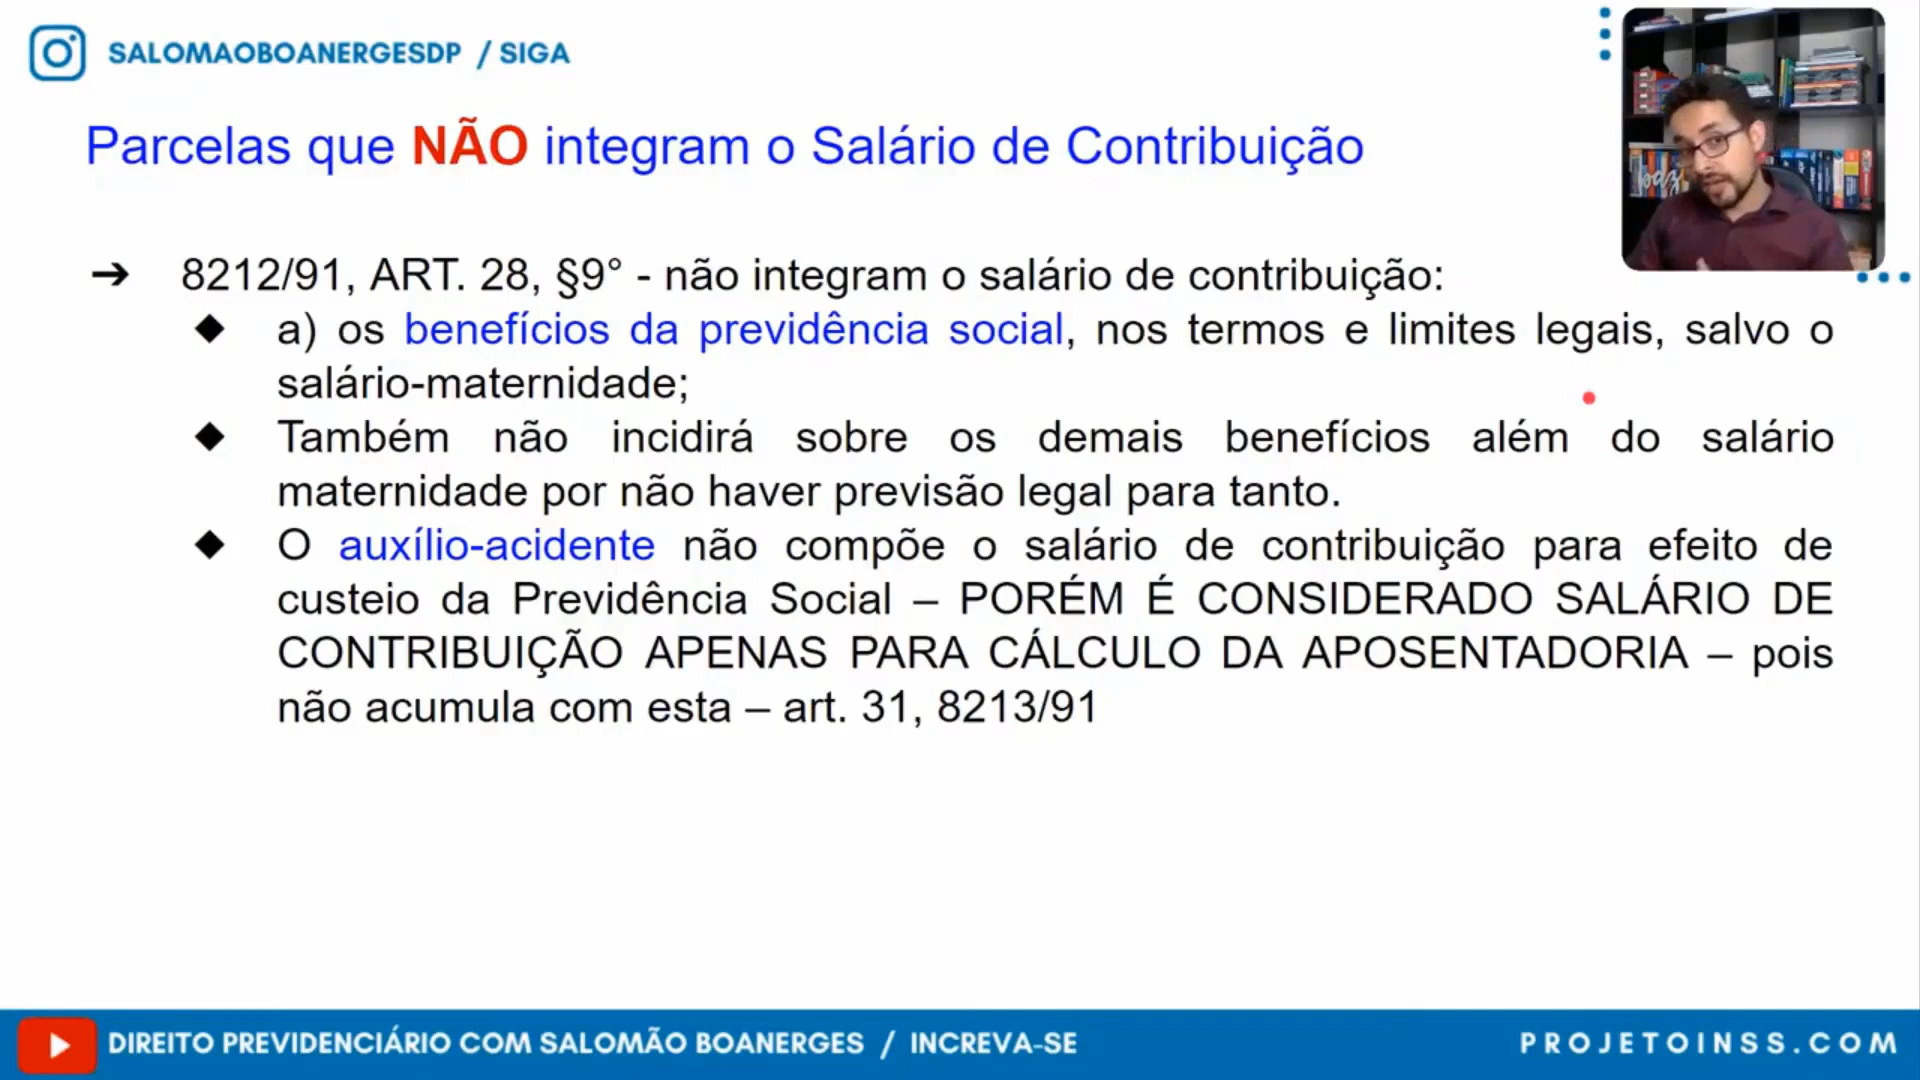 SALOMAOBOANERGESDP / SIGA
Parcelas que NÃO integram o Salário de Contribuição
➔ 8212/91, ART. 28, §9° - não integram o salário de contribuição:
◆ a) os benefícios da previdência social, nos termos e limites legais, salvo o
salário-maternidade;
◆ Também não incidirá sobre os demais benefícios além do salário
maternidade por não haver previsão legal para tanto.
◆ O auxílio-acidente não compõe o salário de contribuição para efeito de
custeio da Previdência Social – PORÉM É CONSIDERADO SALÁRIO DE
CONTRIBUIÇÃO APENAS PARA CÁLCULO DA APOSENTADORIA – pois
não acumula com esta – art. 31, 8213/91
DIREITO PREVIDENCIÁRIO COM SALOMÃO BOANERGES / INCREVA-SE
PROJETOINSS.COM